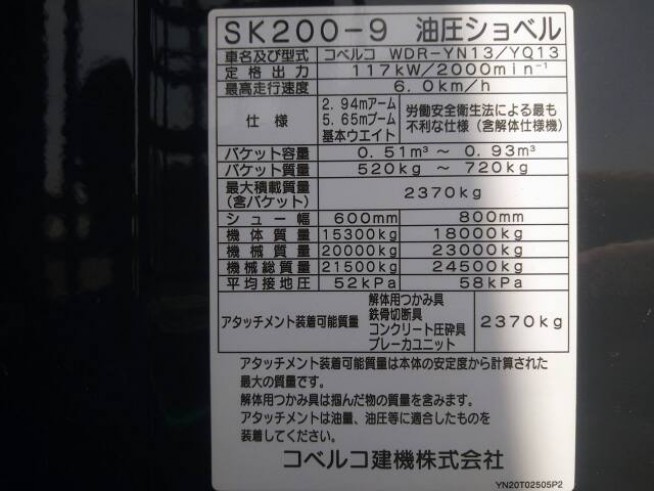 SK200-9 油圧ショベル
車名及び型式 コベルコ WDR-YN13/YQ13
定格出力 117kW/2000min⁻¹
最高走行速度 6.0km/h
仕様 2.94mアーム 5.65mブーム 基本ウエイト 労働安全衛生法による最も不利な仕様(含解体仕様機)
バケット容量 0.51m³ ~ 0.93m³
バケット質量 520kg ~ 720kg
最大積載質量(含バケット) 2370kg
シュー幅 600mm 800mm
機体質量 15300kg 18000kg
機械質量 20000kg 23000kg
機械総質量 21500kg 24500kg
平均接地圧 52kPa 58kPa
アタッチメント装着可能質量 解体用つかみ具 鉄骨切断具 コンクリート圧砕具 ブレーカユニット 2370kg
アタッチメント装着可能質量は本体の安定度から計算された
最大の質量です。
解体用つかみ具は掴んだ物の質量を含みます。
アタッチメントは油量、油圧等に適合したものを
装着してください。
コベルコ建機株式会社
YN20T02505P2